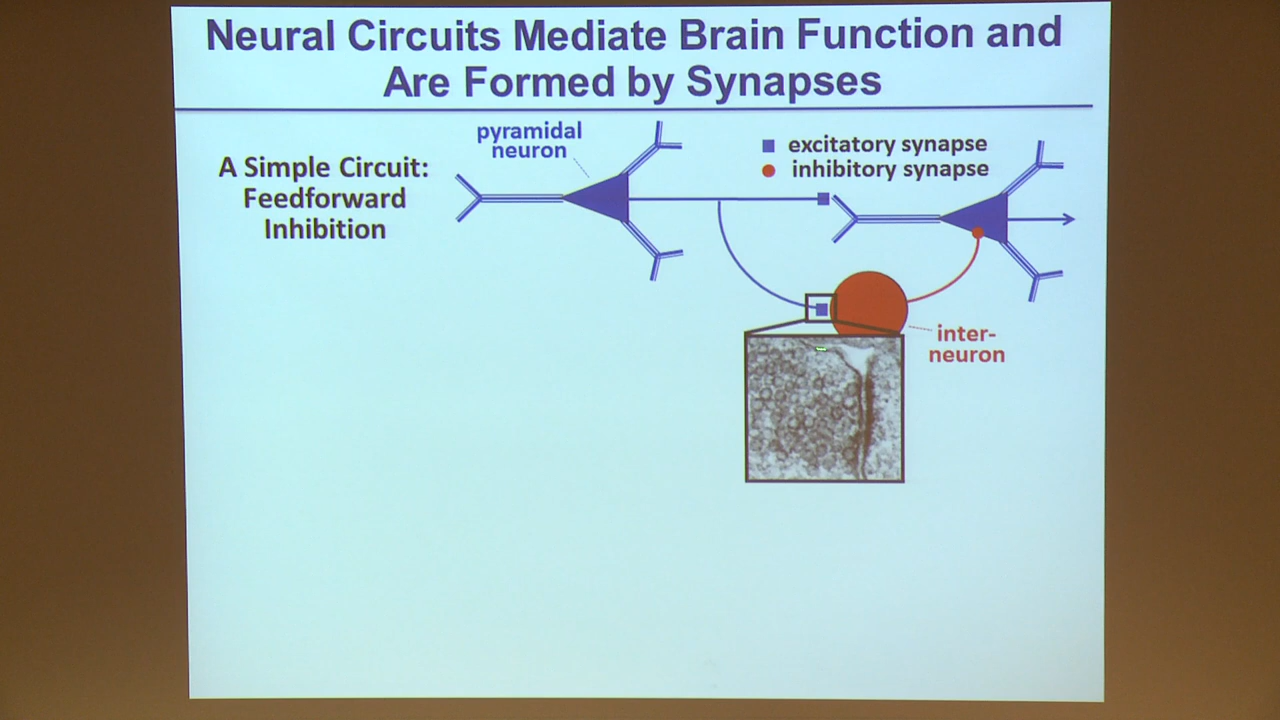 Neural Circuits Mediate Brain Function and
Are Formed by Synapses
A Simple Circuit:
Feedforward
Inhibition
pyramidal
neuron
excitatory synapse
inhibitory synapse
inter-
neuron